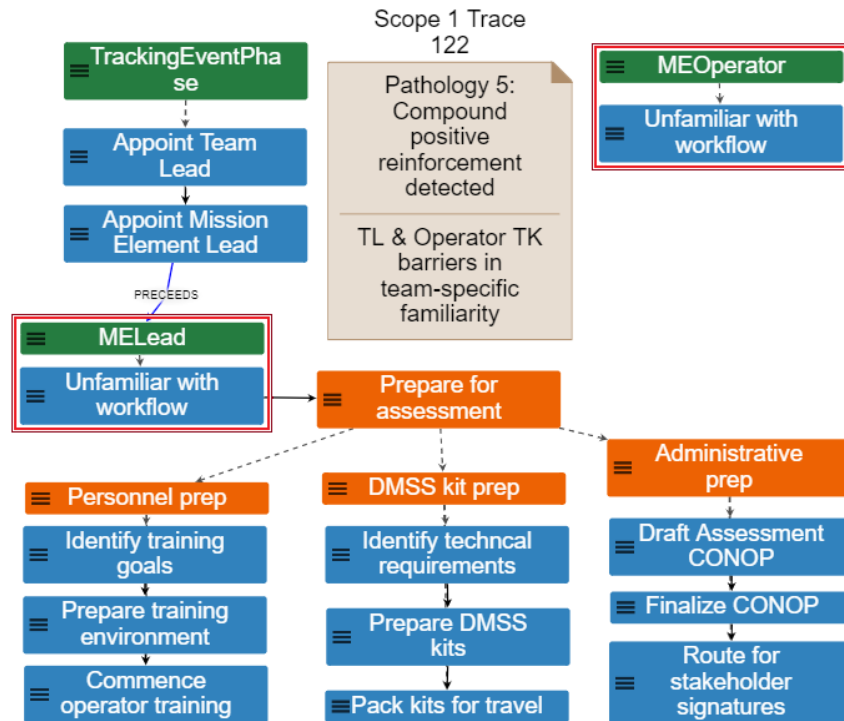 Scope 1 Trace
122
TrackingEventPha
se
Appoint Team
Lead
Appoint Mission
Element Lead
PRECEEDS
Pathology 5:
Compound
positive
reinforcement
detected
TL & Operator TK
barriers in
team-specific
familiarity
MEOperator
Unfamiliar with
workflow
MELead
Unfamiliar with
workflow
Prepare for
assessment
Personnel prep
Identify training
goals
Prepare training
environment
Commence
operator training
DMSS kit prep
Identify techncal
requirements
Prepare DMSS
kits
Pack kits for travel
Administrative
prep
Draft Assessment
CONOP
Finalize CONOP
Route for
stakeholder
signatures